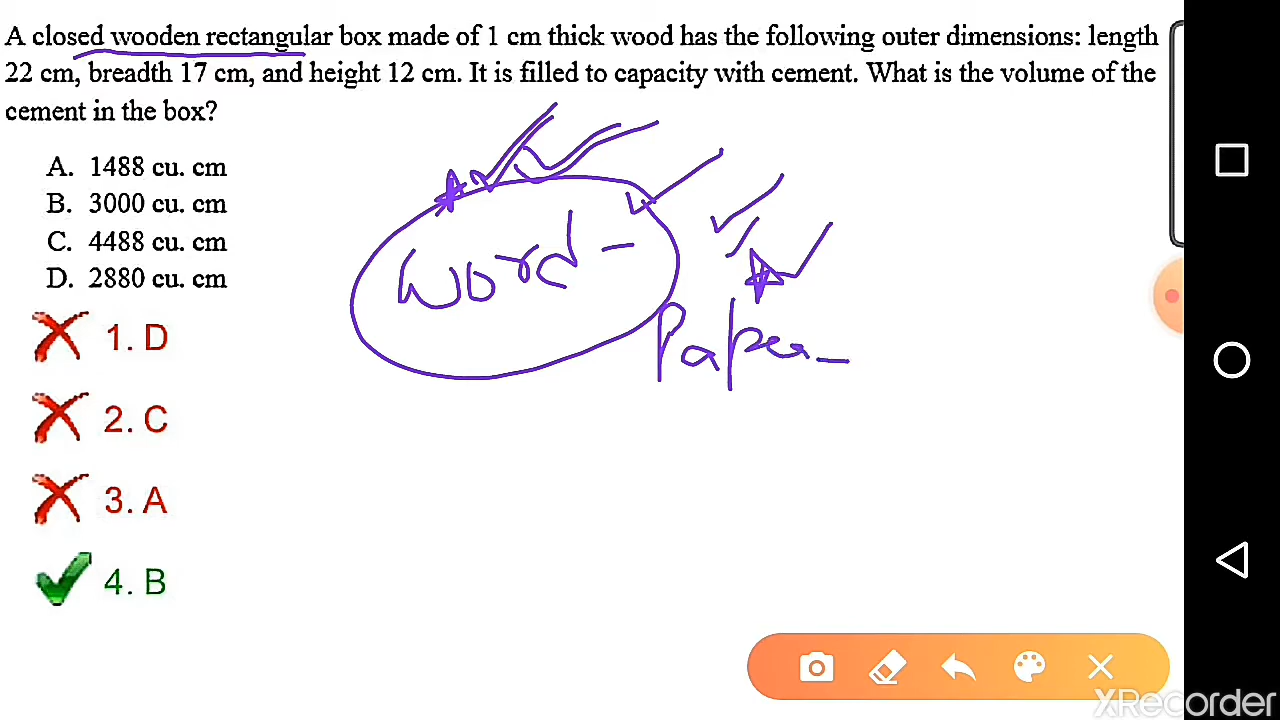 A closed wooden rectangular box made of 1 cm thick wood has the following outer dimensions: length
22 cm, breadth 17 cm, and height 12 cm. It is filled to capacity with cement. What is the volume of the
cement in the box?
A. 1488 cu. cm
B. 3000 cu. cm
C. 4488 cu. cm
D. 2880 cu. cm
Word -
Paper -
1. D
2. C
3. A
4. B
XRecorder